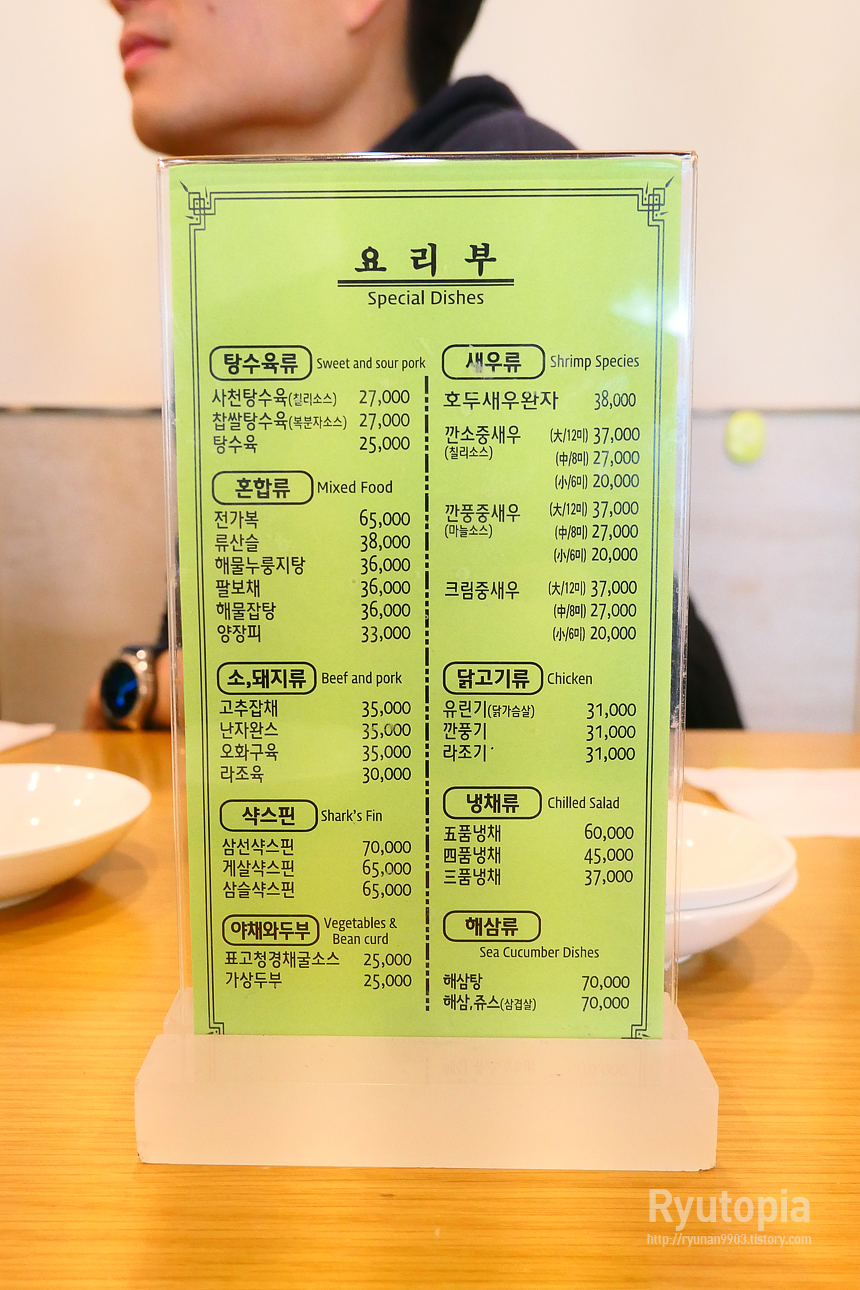 요리부
Special Dishes
탕수육류 Sweet and sour pork
사천탕수육(칠리소스) 27,000
찹쌀탕수육(복분자소스) 27,000
탕수육 25,000
혼합류 Mixed Food
전가복 65,000
류산슬 38,000
해물누룽지탕 36,000
팔보채 36,000
해물잡탕 36,000
양장피 33,000
소,돼지류 Beef and pork
고추잡채 35,000
난자완스 35,000
오화구육 35,000
라조육 30,000
샥스핀 Shark's Fin
삼선샥스핀 70,000
게살샥스핀 65,000
삼슬샥스핀 65,000
야채와두부 Vegetables &
Bean curd
표고청경채굴소스 25,000
가상두부 25,000
새우류 Shrimp Species
호두새우완자 38,000
깐소중새우 (大/12미) 37,000
(칠리소스) (中/8미) 27,000
(小/6미) 20,000
깐풍중새우 (大/12미) 37,000
(마늘소스) (中/8미) 27,000
(小/6미) 20,000
크림중새우 (大/12미) 37,000
(中/8미) 27,000
(小/6미) 20,000
닭고기류 Chicken
유린기(닭가슴살) 31,000
깐풍기 31,000
라조기 31,000
냉채류 Chilled Salad
五품냉채 60,000
四품냉채 45,000
三품냉채 37,000
해삼류
Sea Cucumber Dishes
해삼탕 70,000
해삼,쥬스(삼겹살) 70,000
Ryutopia
http://ryunan9903.tistory.com